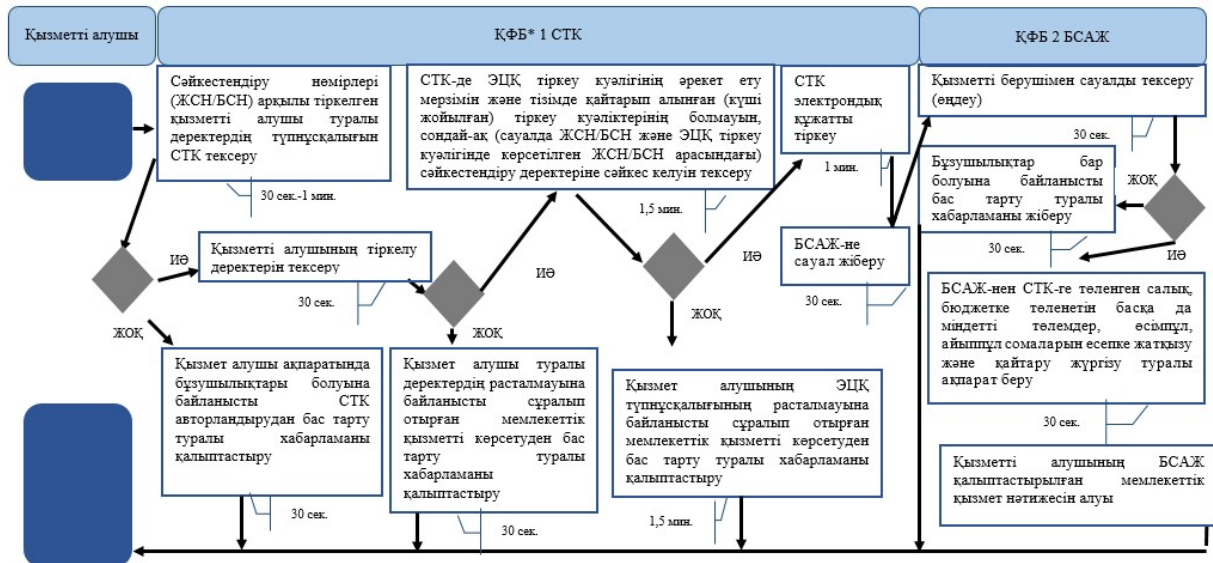 Қызметті алушы
ҚФБ* 1 СТК
ҚФБ 2 БСАЖ
Сәйкестендіру нөмірлері
(ЖСН/БСН) арқылы тіркелген
қызметті алушы туралы
деректердің түпнұсқалығын
СТК тексеру
30 сек.-1 мин.
СТК-де ЭЦҚ тіркеу куәлігінің әрекет ету
мерзімін және тізімде қайтарып алынған (күші
жойылған) тіркеу куәліктерінің болмауын,
сондай-ақ (сауалда ЖСН/БСН және ЭЦҚ тіркеу
куәлігінде көрсетілген ЖСН/БСН арасындағы)
сәйкестендіру деректеріне сәйкес келуін тексеру
1,5 мин.
СТК
электрондық
құжатты
тіркеу
1 мин.
Қызметті берушімен сауалды тексеру
(өңдеу)
30 сек.
Бұзушылықтар бар
болуына байланысты
бас тарту туралы
хабарламаны жіберу
30 сек.
ЖОҚ
ИӘ
Қызметті алушының тіркелу
деректерін тексеру
30 сек.
ИӘ
ЖОҚ
ИӘ
ЖОҚ
ИӘ
ЖОҚ
БСАЖ-не
сауал жіберу
30 сек.
БСАЖ-нен СТК-ге төленген салық,
бюджетке төленетін басқа да
міндетті төлемдер, өсімпұл,
айыппұл сомаларын есепке жатқызу
және қайтару жүргізу туралы
ақпарат беру
30 сек.
Қызмет алушы ақпаратында
бұзушылықтары болуына
байланысты СТК
авторландырудан бас тарту
туралы хабарламаны
қалыптастыру
30 сек.
Қызмет алушы туралы
деректердің расталмауына
байланысты сұралып
отырған мемлекеттік
қызметті көрсетуден бас
тарту туралы
хабарламаны
қалыптастыру
30 сек.
Қызмет алушының ЭЦҚ
түпнұсқалығының расталмауына
байланысты сұралып отырған
мемлекеттік қызметті көрсетуден
бас тарту туралы хабарламаны
қалыптастыру
1,5 мин.
Қызметті алушының БСАЖ
қалыптастырылған мемлекеттік
қызмет нәтижесін алуы